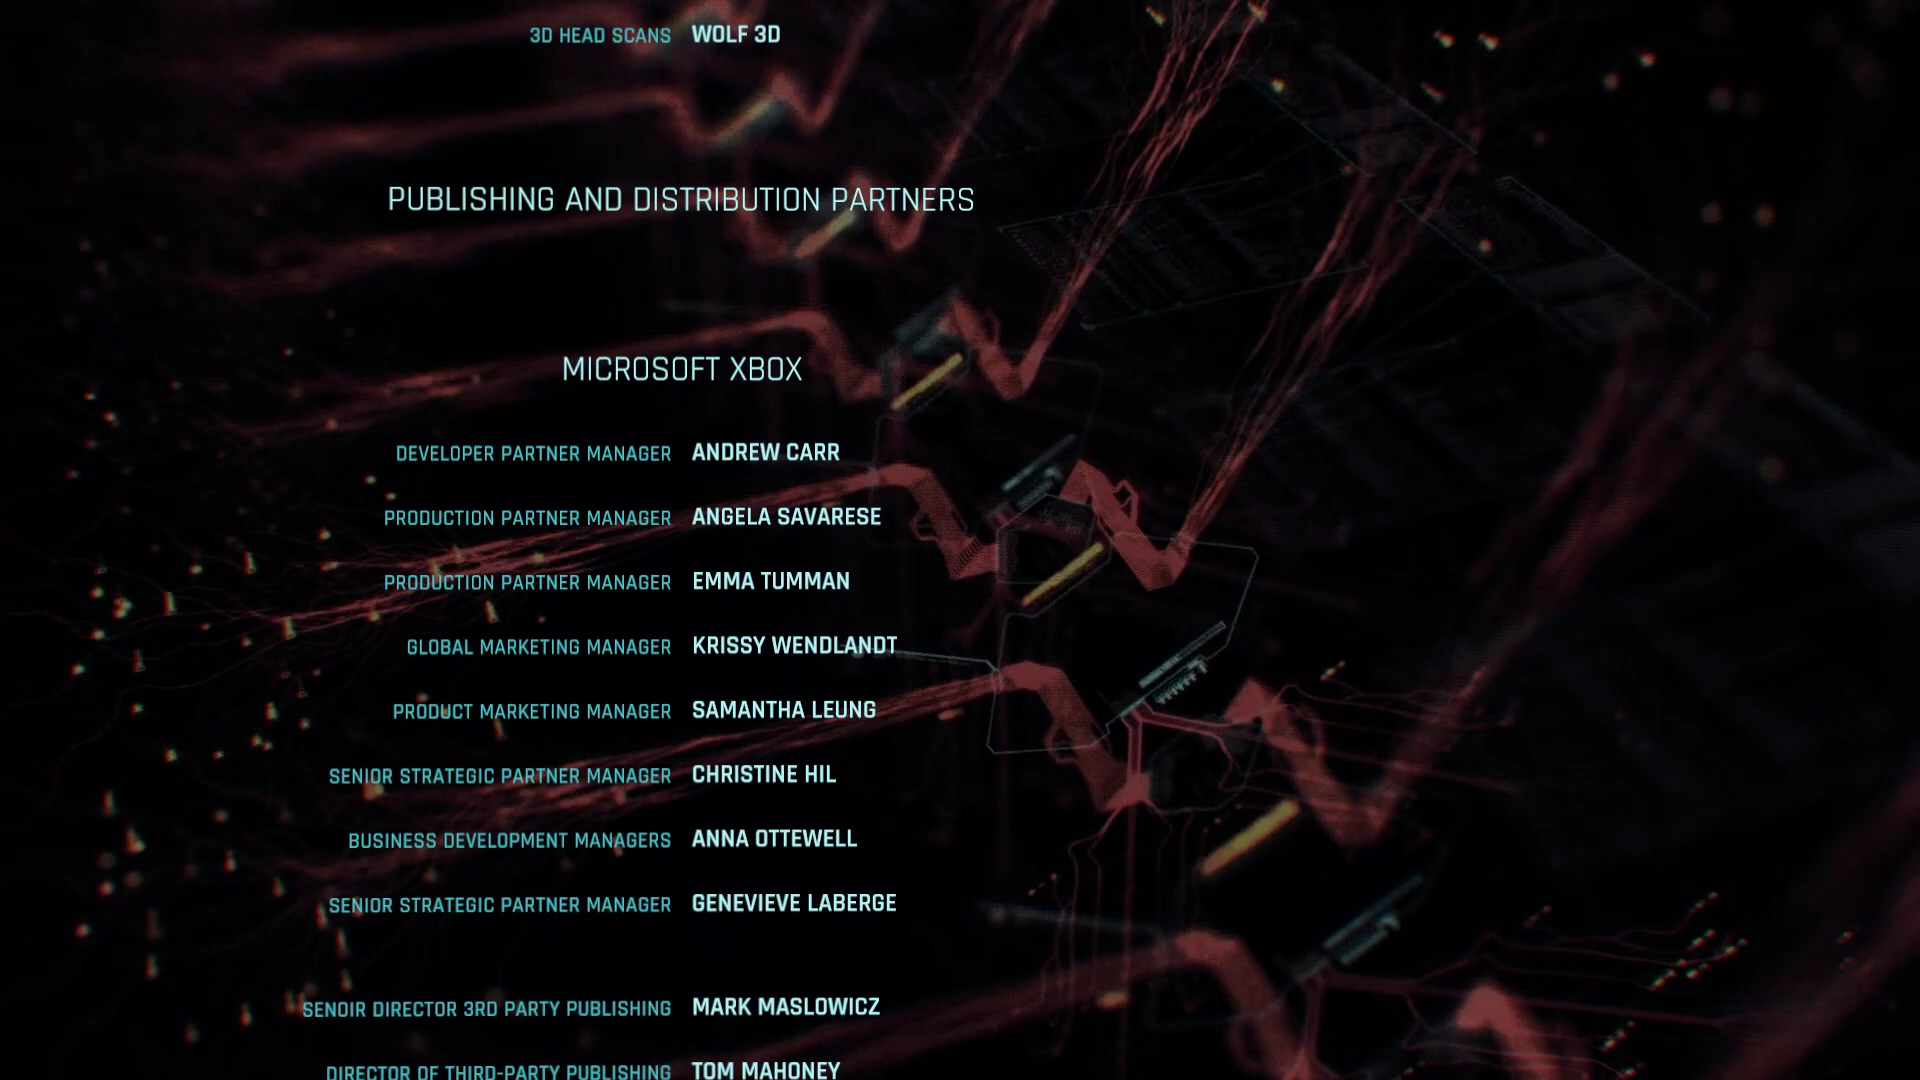 3D HEAD SCANS WOLF 3D
PUBLISHING AND DISTRIBUTION PARTNERS
MICROSOFT XBOX
DEVELOPER PARTNER MANAGER ANDREW CARR
PRODUCTION PARTNER MANAGER ANGELA SAVARESE
PRODUCTION PARTNER MANAGER EMMA TUMMAN
GLOBAL MARKETING MANAGER KRISSY WENDLANDT
PRODUCT MARKETING MANAGER SAMANTHA LEUNG
SENIOR STRATEGIC PARTNER MANAGER CHRISTINE HIL
BUSINESS DEVELOPMENT MANAGERS ANNA OTTEWELL
SENIOR STRATEGIC PARTNER MANAGER GENEVIEVE LABERGE
SENOIR DIRECTOR 3RD PARTY PUBLISHING MARK MASLOWICZ
DIRECTOR OF THIRD-PARTY PUBLISHING TOM MAHONEY